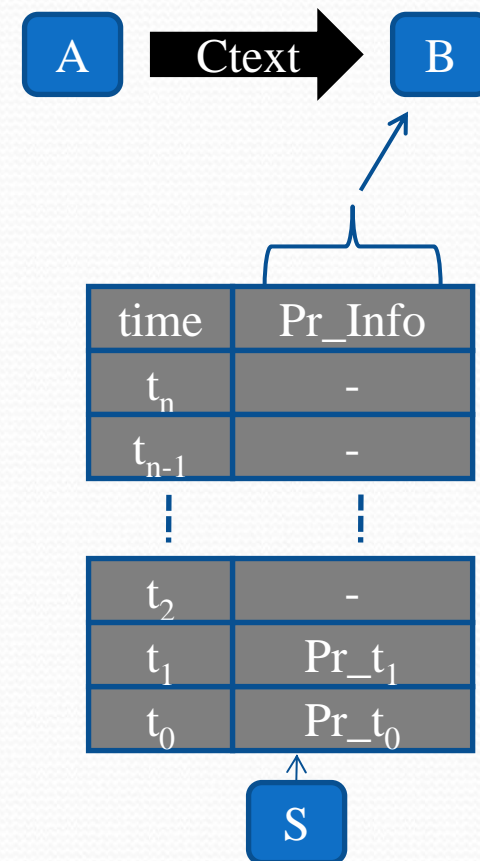 A Ctext B
time Pr_Info
tₙ -
tₙ₋₁ -
t₂ -
t₁ Pr_t₁
t₀ Pr_t₀
S